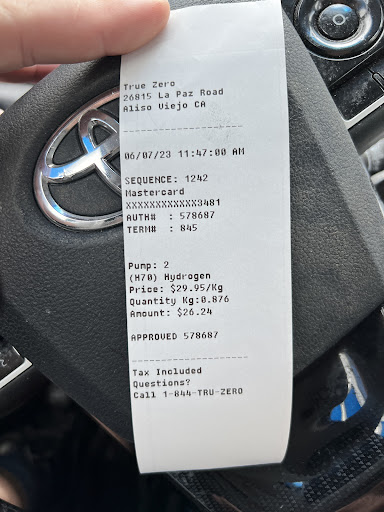 True Zero
26815 La Paz Road
Aliso Viejo CA
--------------------
06/07/23 11:47:00 AM
SEQUENCE: 1242
Mastercard
XXXXXXXXXXXX3481
AUTH#  : 578687
TERM#  : 845
Pump: 2
(H70) Hydrogen
Price: $29.95/Kg
Quantity Kg:0.876
Amount: $26.24
APPROVED 578687
--------------------
Tax Included
Questions?
Call 1-844-TRU-ZERO